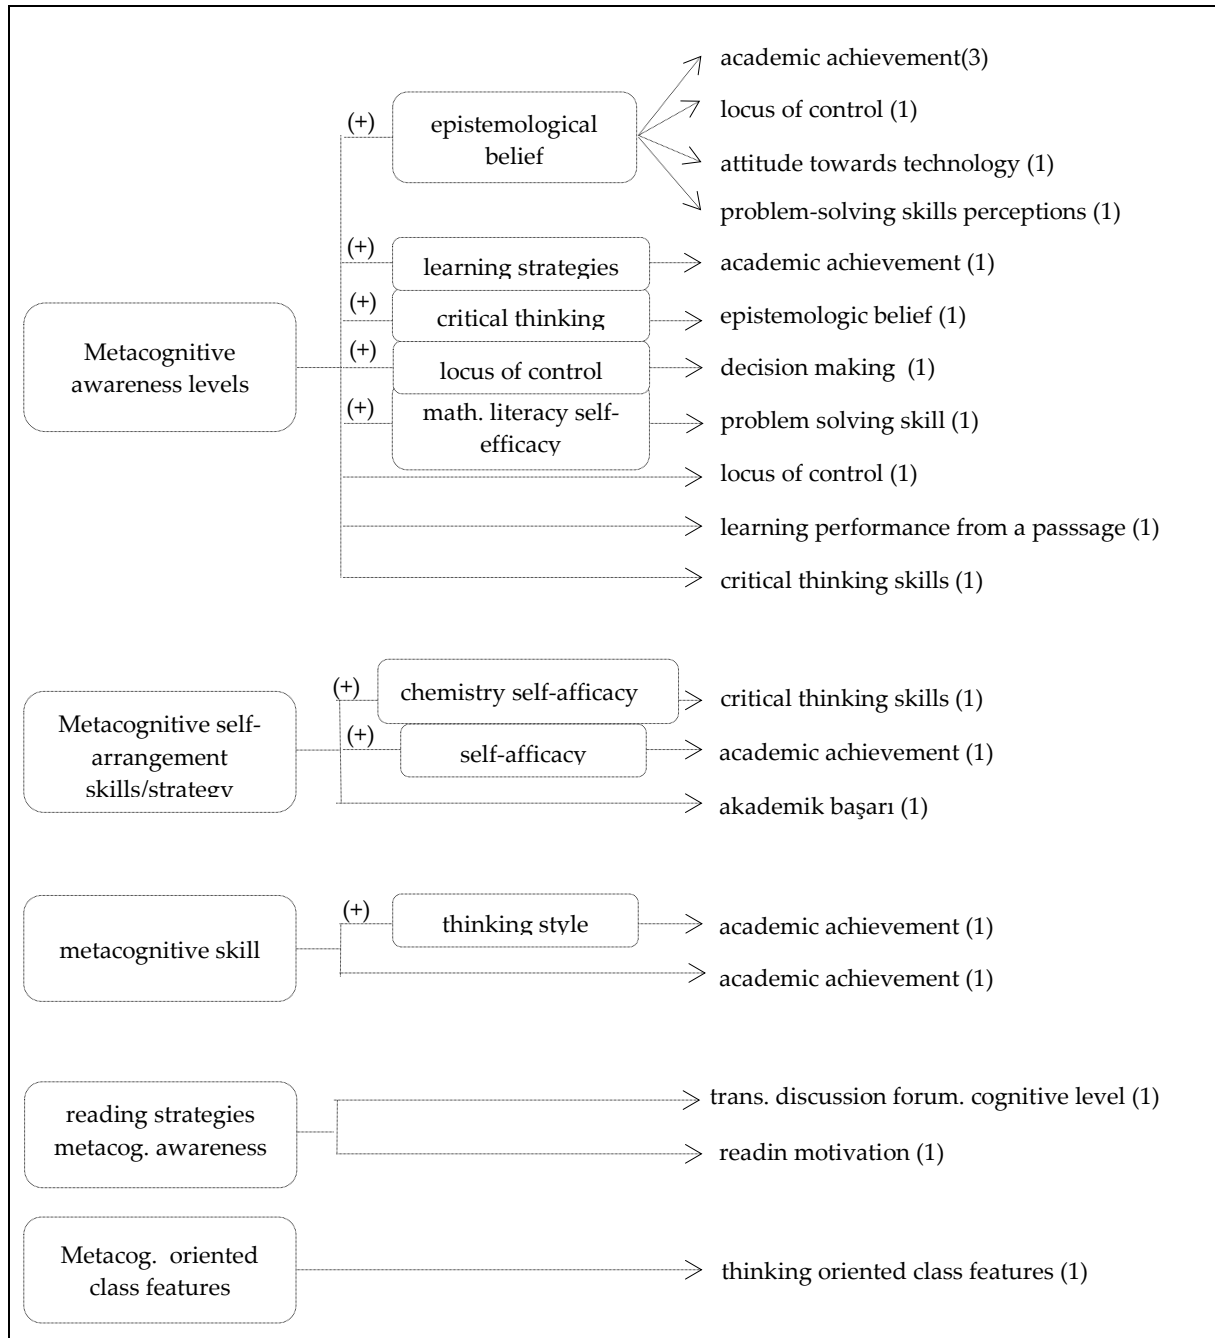 academic achievement(3)
locus of control (1)
(+)
epistemological
belief
attitude towards technology (1)
problem-solving skills perceptions (1)
(+)
learning strategies
academic achievement (1)
(+)
critical thinking
epistemologic belief (1)
Metacognitive
awareness levels
(+)
locus of control
decision making (1)
(+)
math. literacy self-
efficacy
problem solving skill (1)
locus of control (1)
learning performance from a passsage (1)
critical thinking skills (1)
Metacognitive self-
arrangement
skills/strategy
(+)
chemistry self-afficacy
critical thinking skills (1)
(+)
self-afficacy
academic achievement (1)
akademik başarı (1)
metacognitive skill
(+)
thinking style
academic achievement (1)
academic achievement (1)
reading strategies
metacog. awareness
trans. discussion forum. cognitive level (1)
readin motivation (1)
Metacog. oriented
class features
thinking oriented class features (1)